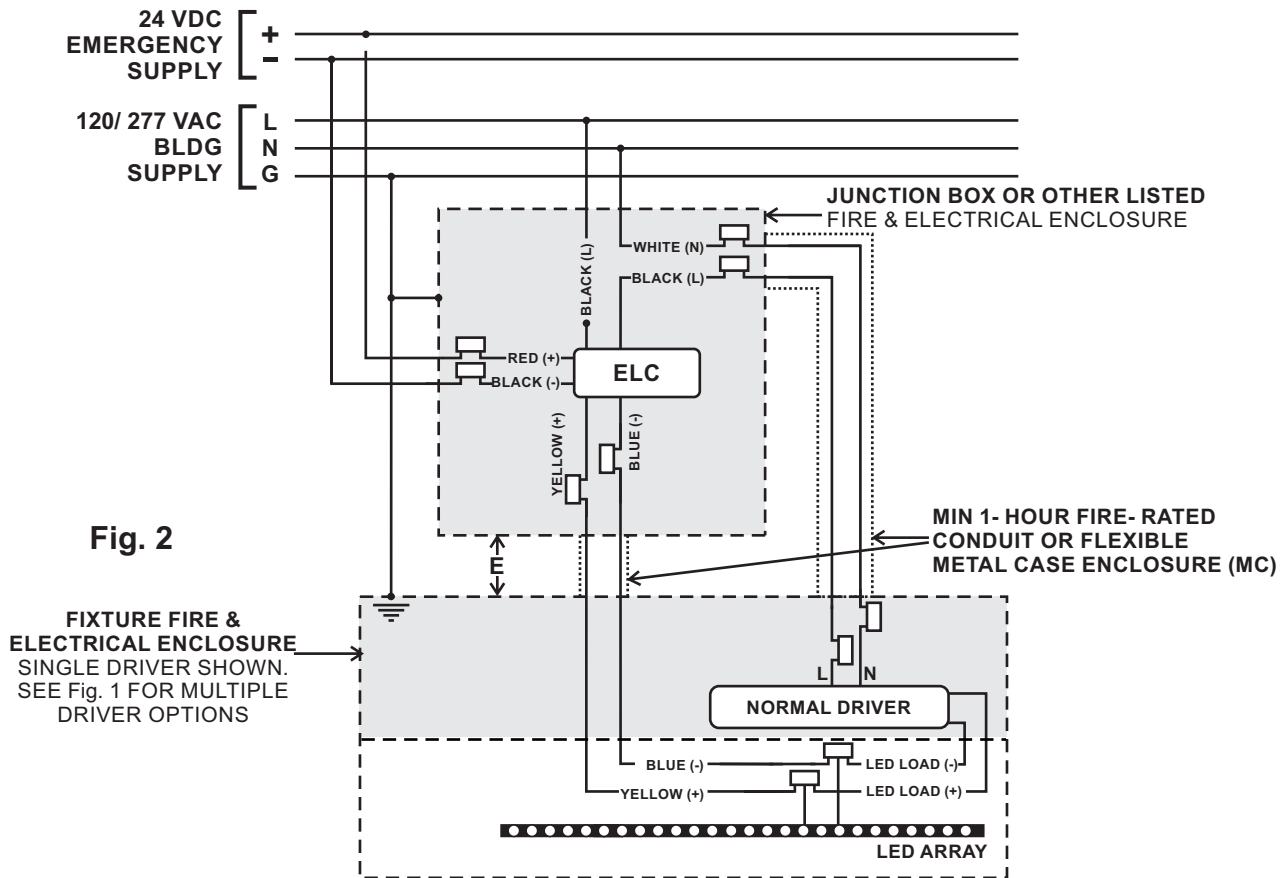 24 VDC
EMERGENCY
SUPPLY
+
-
120/ 277 VAC
BLDG
SUPPLY
L
N
G
JUNCTION BOX OR OTHER LISTED
FIRE & ELECTRICAL ENCLOSURE
WHITE (N)
BLACK (L)
BLACK (L)
RED (+)
BLACK (-)
ELC
YELLOW (+)
BLUE (-)
Fig. 2
E
MIN 1- HOUR FIRE- RATED
CONDUIT OR FLEXIBLE
METAL CASE ENCLOSURE (MC)
FIXTURE FIRE &
ELECTRICAL ENCLOSURE
SINGLE DRIVER SHOWN.
SEE Fig. 1 FOR MULTIPLE
DRIVER OPTIONS
L
N
NORMAL DRIVER
BLUE (-)
LED LOAD (-)
YELLOW (+)
LED LOAD (+)
LED ARRAY